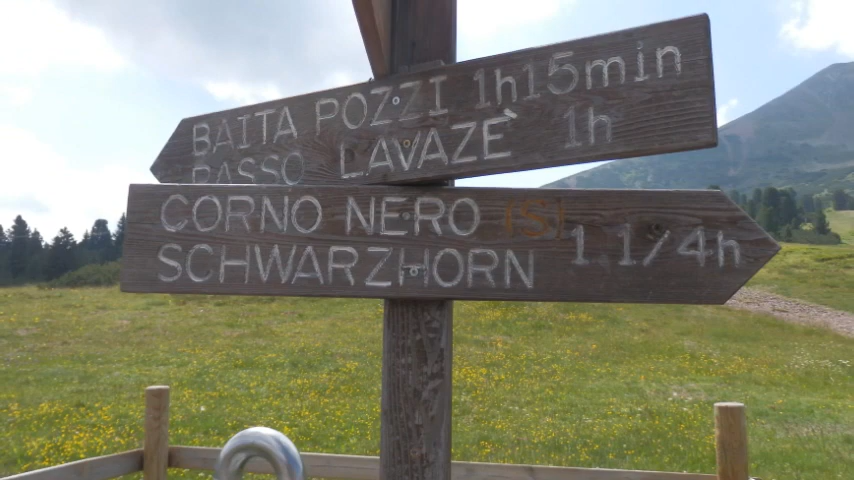 BAITA POZZI 1h15min
PASSO LAVAZÈ 1h
CORNO NERO (S)
SCHWARZHORN 1.1/4h